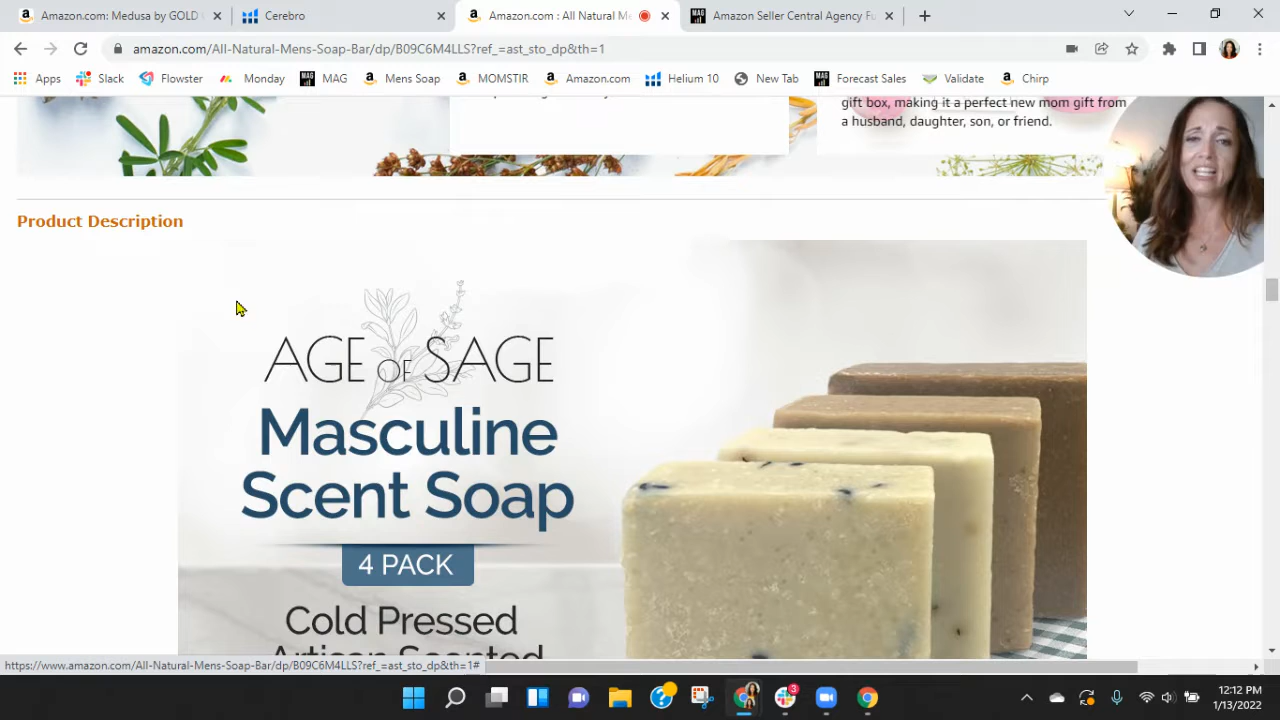 Amazon.com: Medusa by GOLD
Cerebro
Amazon.com : All Natural M
Amazon Seller Central Agency Fu
amazon.com/All-Natural-Mens-Soap-Bar/dp/B09C6M4LLS?ref_=ast_sto_dp&th=1
Apps
Slack
Flowster
Monday
MAG
Mens Soap
MOMSTIR
Amazon.com
Helium 10
New Tab
Forecast Sales
Validate
Chirp
gift box, making it a perfect new mom gift from
a husband, daughter, son, or friend.
Product Description
AGE OF SAGE
Masculine
Scent Soap
4 PACK
Cold Pressed
Artisan Scented
https://www.amazon.com/All-Natural-Mens-Soap-Bar/dp/B09C6M4LLS?ref_=ast_sto_dp&th=1#
3
12:12 PM
1/13/2022